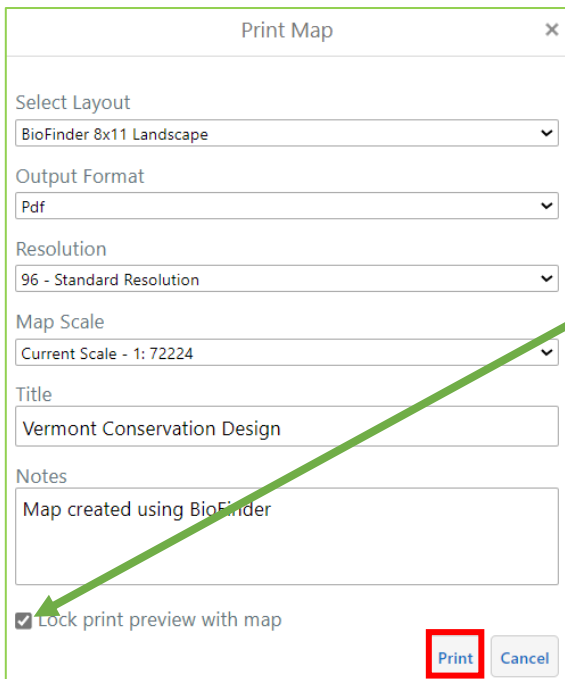 Print Map ×
Select Layout
BioFinder 8x11 Landscape
Output Format
Pdf
Resolution
96 - Standard Resolution
Map Scale
Current Scale - 1: 72224
Title
Vermont Conservation Design
Notes
Map created using BioFinder
Lock print preview with map
Print Cancel